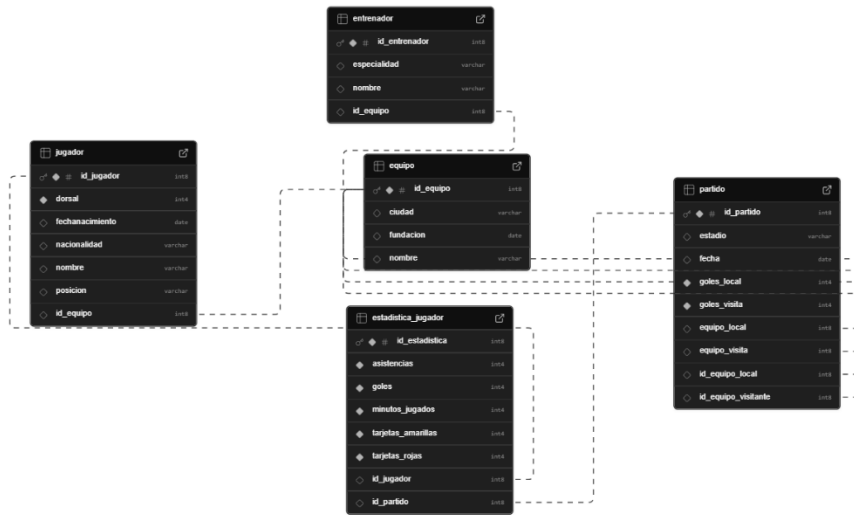 entrenador
# id_entrenador int8
especialidad varchar
nombre varchar
id_equipo int8
jugador
# id_jugador int8
dorsal int4
fechanacimiento date
nacionalidad varchar
nombre varchar
posicion varchar
id_equipo int8
equipo
# id_equipo int8
ciudad varchar
fundacion date
nombre varchar
estadistica_jugador
# id_estadistica int8
asistencias int4
goles int4
minutos_jugados int4
tarjetas_amarillas int4
tarjetas_rojas int4
id_jugador int8
id_partido int8
partido
# id_partido int8
estadio varchar
fecha date
goles_local int4
goles_visita int4
equipo_local int8
equipo_visita int8
id_equipo_local int8
id_equipo_visitante int8